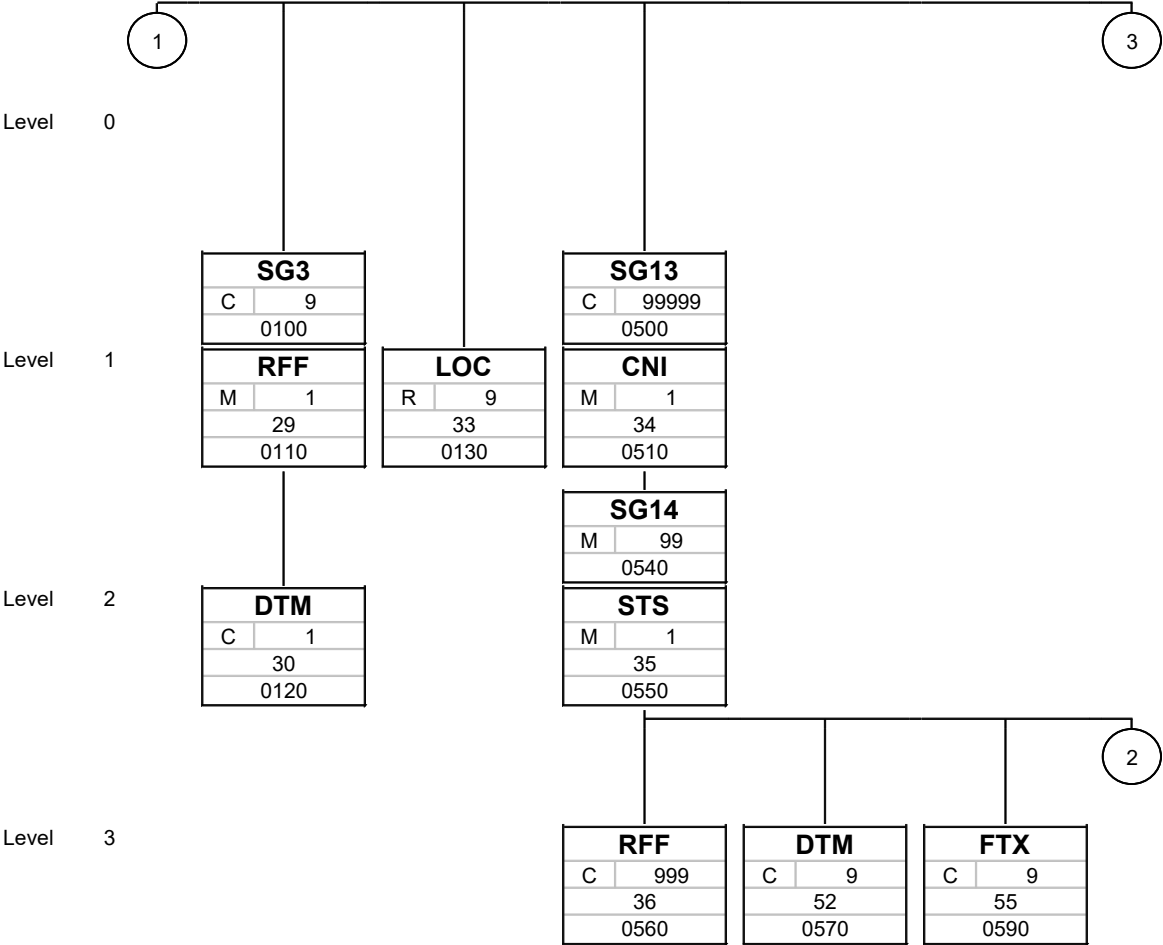 1 3
Level 0
SG3 SG13
C 9 C 99999
0100 0500
Level 1 RFF LOC CNI
M 1 R 9 M 1
29 33 34
0110 0130 0510
SG14
M 99
0540
Level 2 DTM STS
C 1 M 1
30 35
0120 0550
2
Level 3 RFF DTM FTX
C 999 C 9 C 9
36 52 55
0560 0570 0590